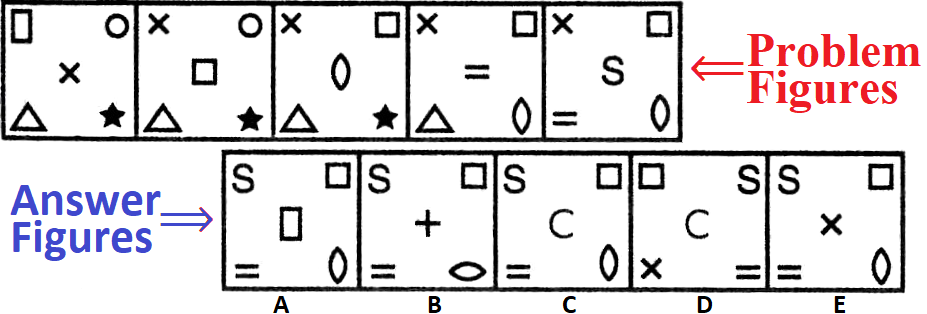 Problem
Figures
S
Answer
Figures
S S S S S
C C
A B C D E